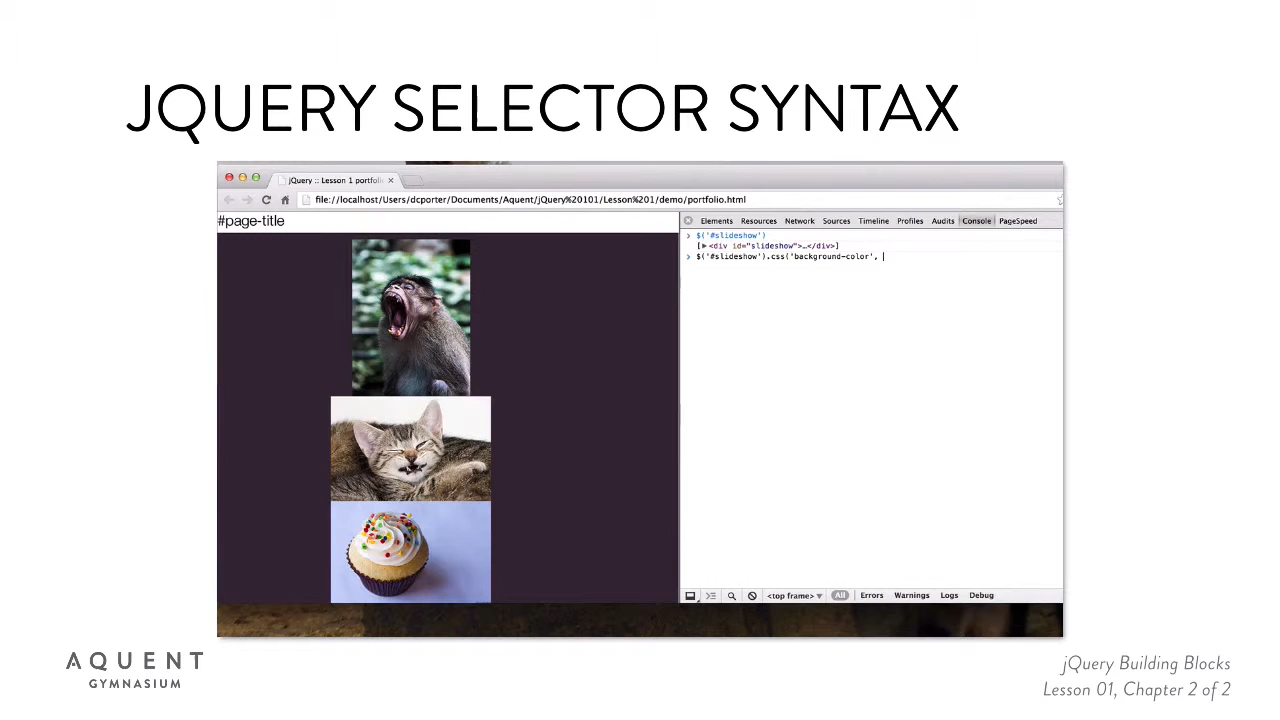 JQUERY SELECTOR SYNTAX
jQuery :: Lesson 1 portfoli
file://localhost/Users/dcporter/Documents/Aquent/jQuery%20101/Lesson%201/demo/portfolio.html
#page-title
Elements Resources Network Sources Timeline Profiles Audits Console PageSpeed
$('#slideshow')
[▶<div id="slideshow">…</div>]
$('#slideshow').css('background-color',
<top frame> ▼ All Errors Warnings Logs Debug
AQUENT
GYMNASIUM
jQuery Building Blocks
Lesson 01, Chapter 2 of 2